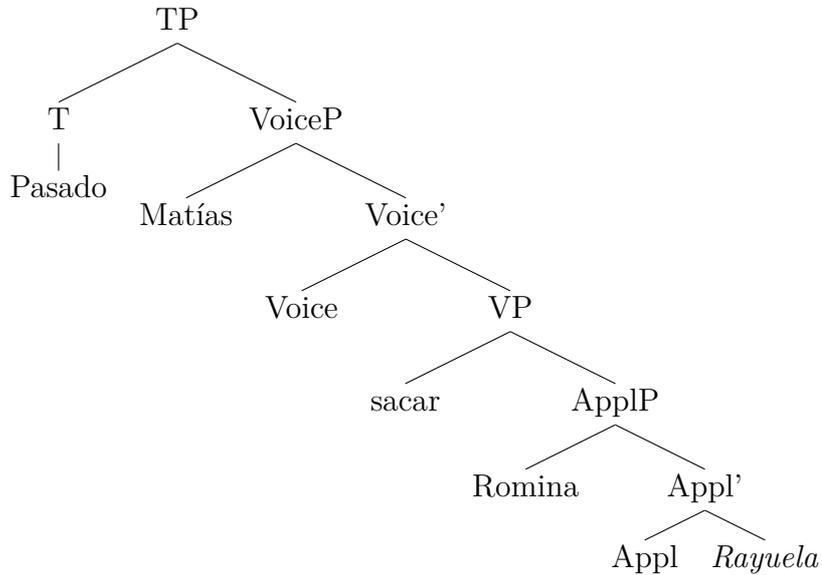 TP
T VoiceP
Pasado
Matías Voice'
Voice VP
sacar ApplP
Romina Appl'
Appl Rayuela